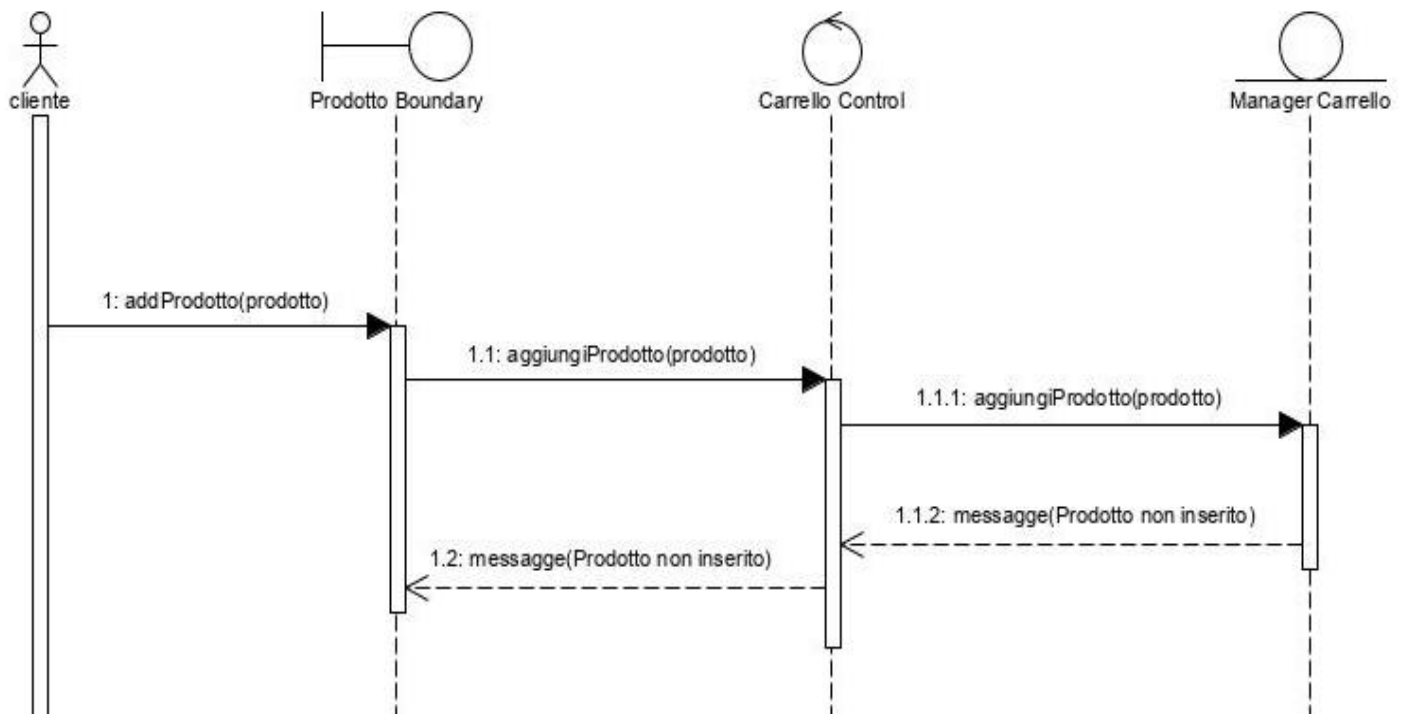 cliente
Prodotto Boundary
Carrello Control
Manager Carrello
1: addProdotto(prodotto)
1.1: aggiungiProdotto(prodotto)
1.1.1: aggiungiProdotto(prodotto)
1.1.2: messagge(Prodotto non inserito)
1.2: messagge(Prodotto non inserito)